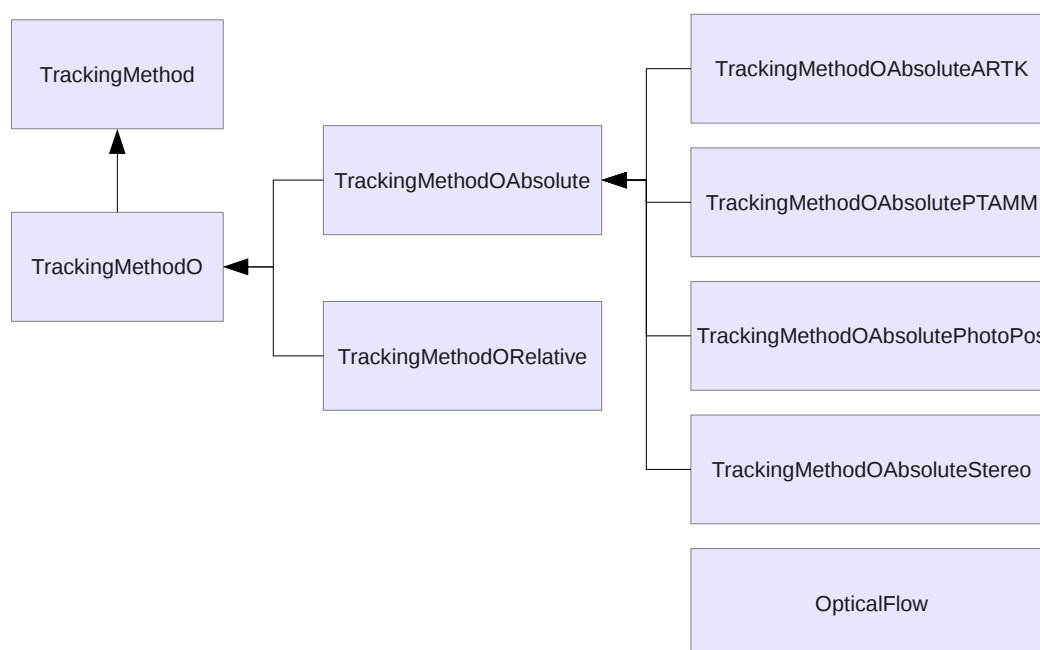 TrackingMethod
TrackingMethodO
TrackingMethodOAbsolute
TrackingMethodORelative
TrackingMethodOAbsoluteARTK
TrackingMethodOAbsolutePTAMM
TrackingMethodOAbsolutePhotoPos
TrackingMethodOAbsoluteStereo
OpticalFlow